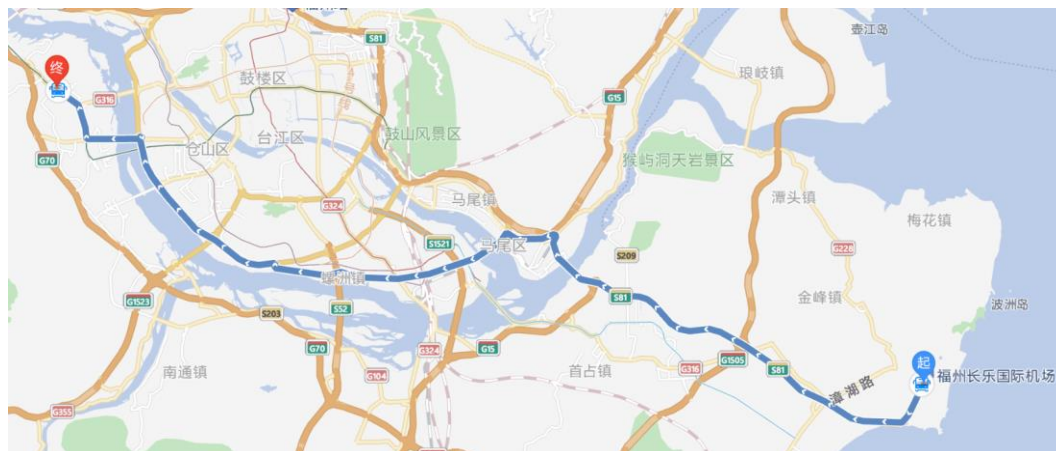 S81
壶江岛
终
琅岐镇
鼓楼区
G316
G15
台江区
鼓山风景区
仓山区
猴屿洞天岩景区
G70
马尾镇
潭头镇
G324
梅花镇
S1521
马尾区
G228
S209
螺洲镇
金峰镇
G1523
S81
波洲岛
S203
S52
G70
G324
G15
起
G1505
G316
S81
南通镇
G104
首占镇
福州长乐国际机场
漳湖路
G355